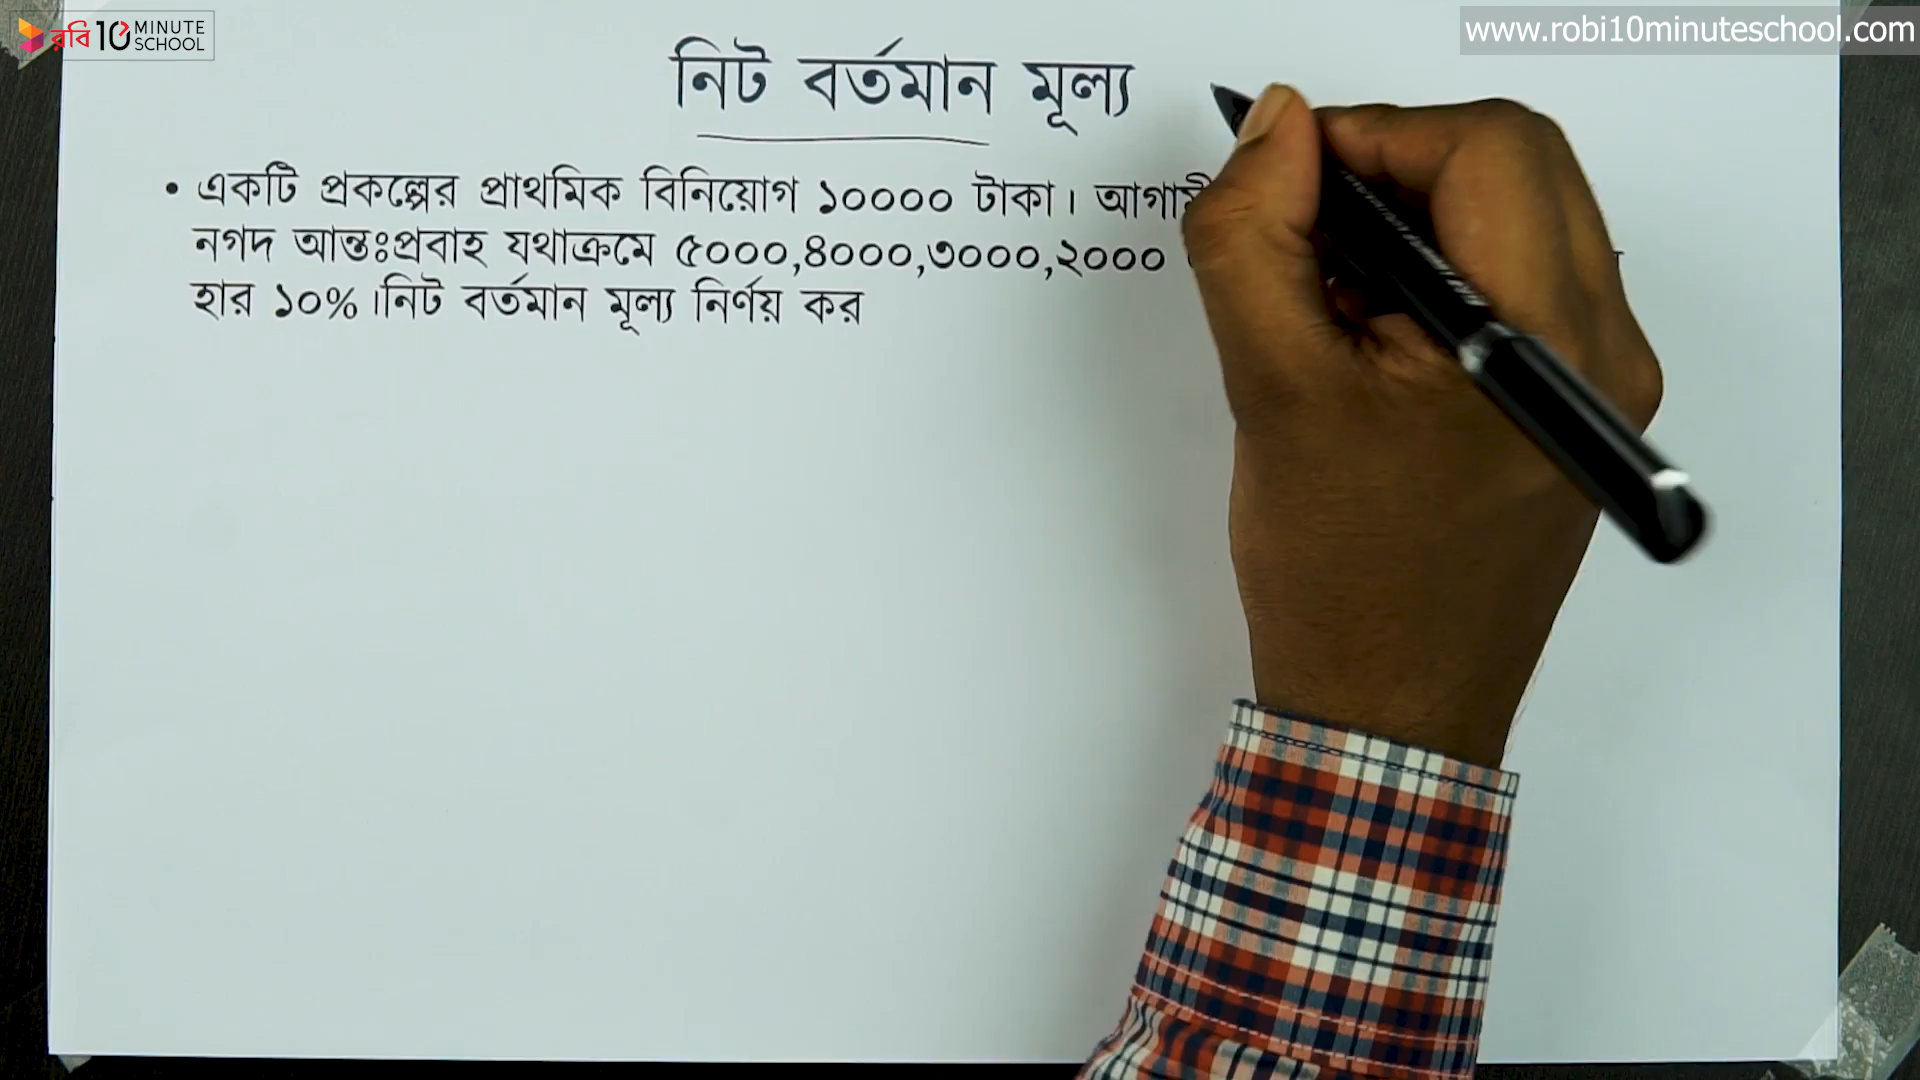 রবি 10 MINUTE SCHOOL
www.robi10minuteschool.com
নিট বর্তমান মূল্য
• একটি প্রকল্পের প্রাথমিক বিনিয়োগ ১০০০০ টাকা। আগামী
নগদ আন্তঃপ্রবাহ যথাক্রমে ৫০০০,৪০০০,৩০০০,২০০০
হার ১০%।নিট বর্তমান মূল্য নির্ণয় কর